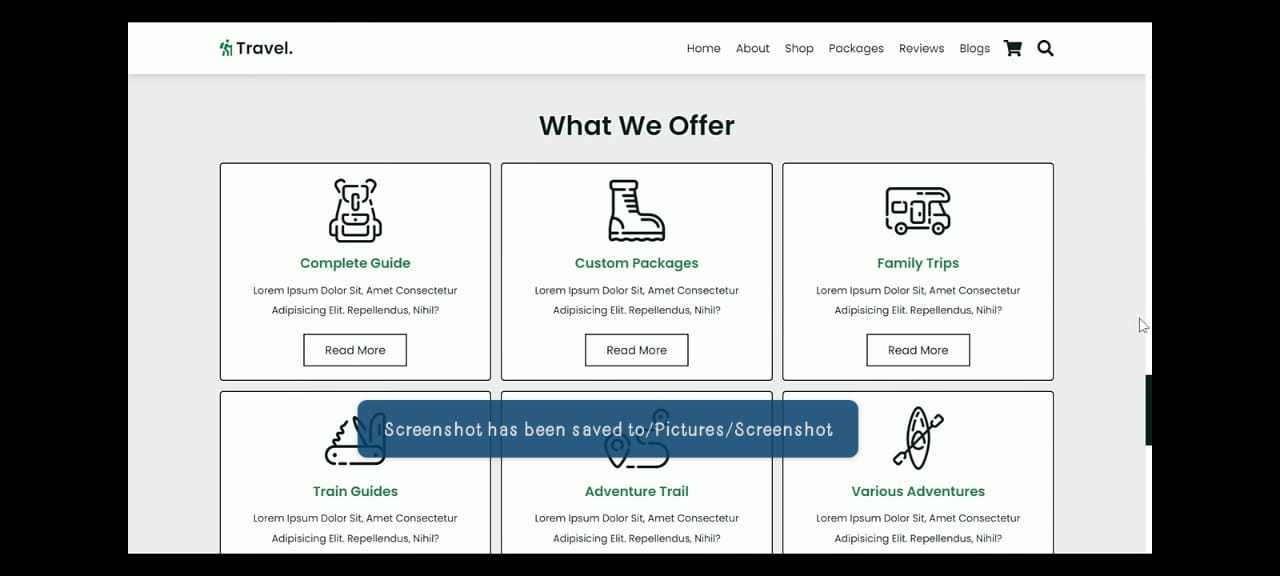 Travel.
Home About Shop Packages Reviews Blogs
What We Offer
Complete Guide
Lorem Ipsum Dolor Sit, Amet Consectetur
Adipisicing Elit. Repellendus, Nihil?
Read More
Custom Packages
Lorem Ipsum Dolor Sit, Amet Consectetur
Adipisicing Elit. Repellendus, Nihil?
Read More
Family Trips
Lorem Ipsum Dolor Sit, Amet Consectetur
Adipisicing Elit. Repellendus, Nihil?
Read More
Screenshot has been saved to/Pictures/Screenshot
Train Guides
Lorem Ipsum Dolor Sit, Amet Consectetur
Adipisicing Elit. Repellendus, Nihil?
Adventure Trail
Lorem Ipsum Dolor Sit, Amet Consectetur
Adipisicing Elit. Repellendus, Nihil?
Various Adventures
Lorem Ipsum Dolor Sit, Amet Consectetur
Adipisicing Elit. Repellendus, Nihil?